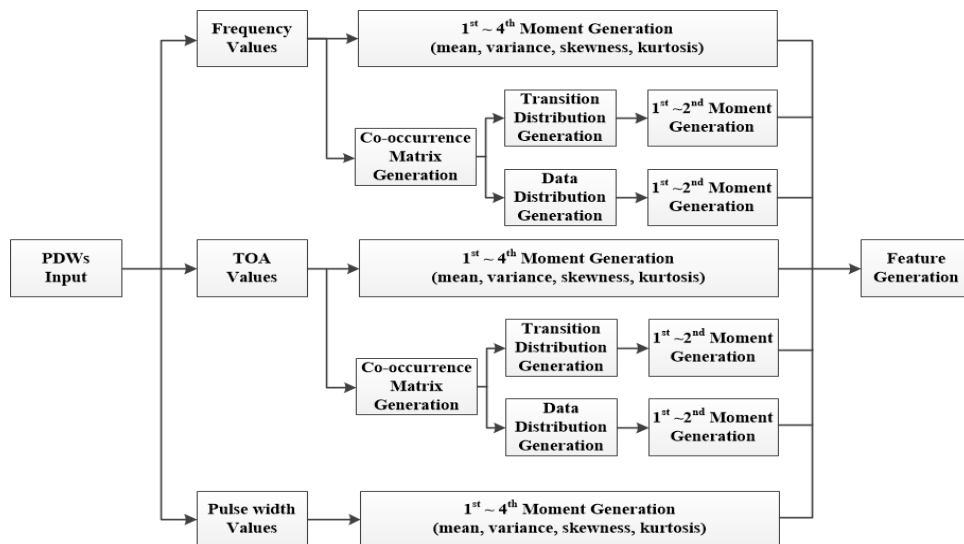 Frequency
Values
1st ~ 4th Moment Generation
(mean, variance, skewness, kurtosis)
Transition
Distribution
Generation
1st ~2nd Moment
Generation
Co-occurrence
Matrix
Generation
Data
Distribution
Generation
1st ~2nd Moment
Generation
PDWs
Input
TOA
Values
1st ~ 4th Moment Generation
(mean, variance, skewness, kurtosis)
Feature
Generation
Transition
Distribution
Generation
1st ~2nd Moment
Generation
Co-occurrence
Matrix
Generation
Data
Distribution
Generation
1st ~2nd Moment
Generation
Pulse width
Values
1st ~ 4th Moment Generation
(mean, variance, skewness, kurtosis)